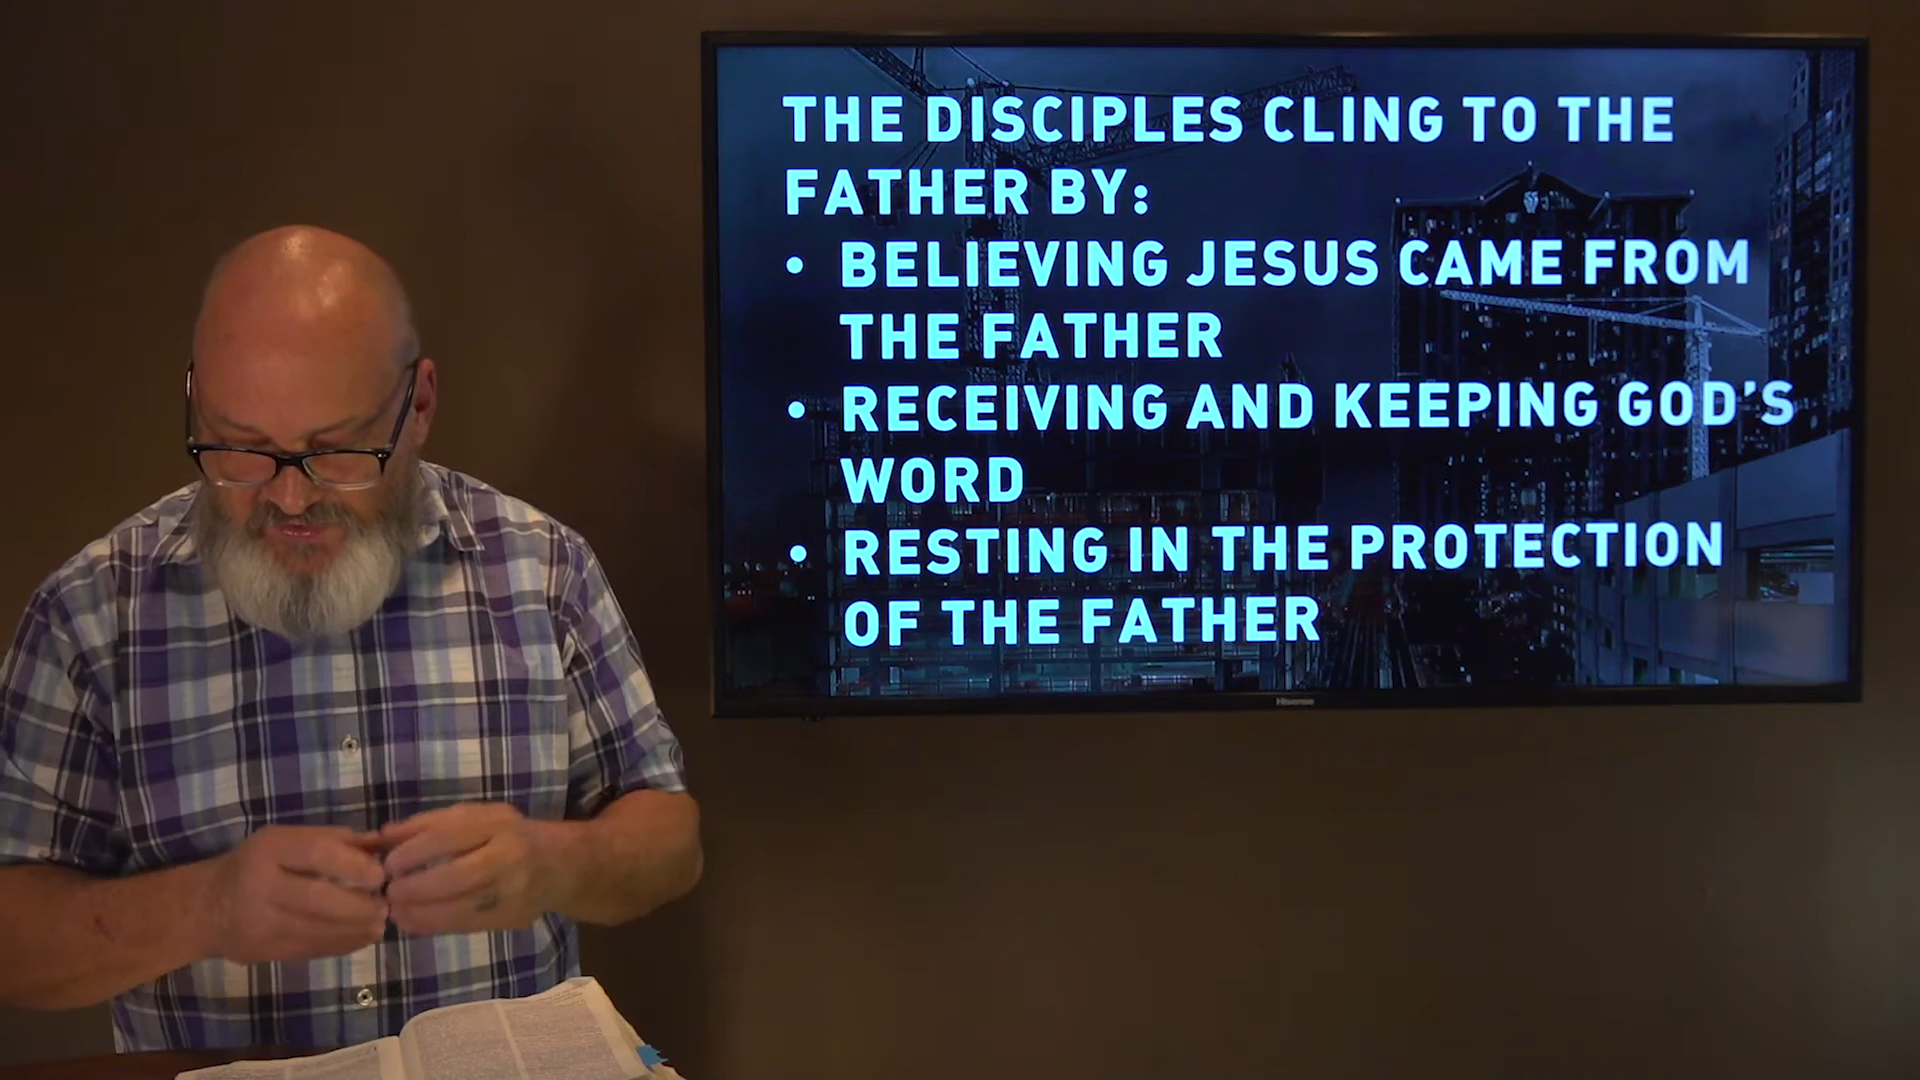 THE DISCIPLES CLING TO THE
FATHER BY:
• BELIEVING JESUS CAME FROM
THE FATHER
• RECEIVING AND KEEPING GOD'S
WORD
• RESTING IN THE PROTECTION
OF THE FATHER
Hisense